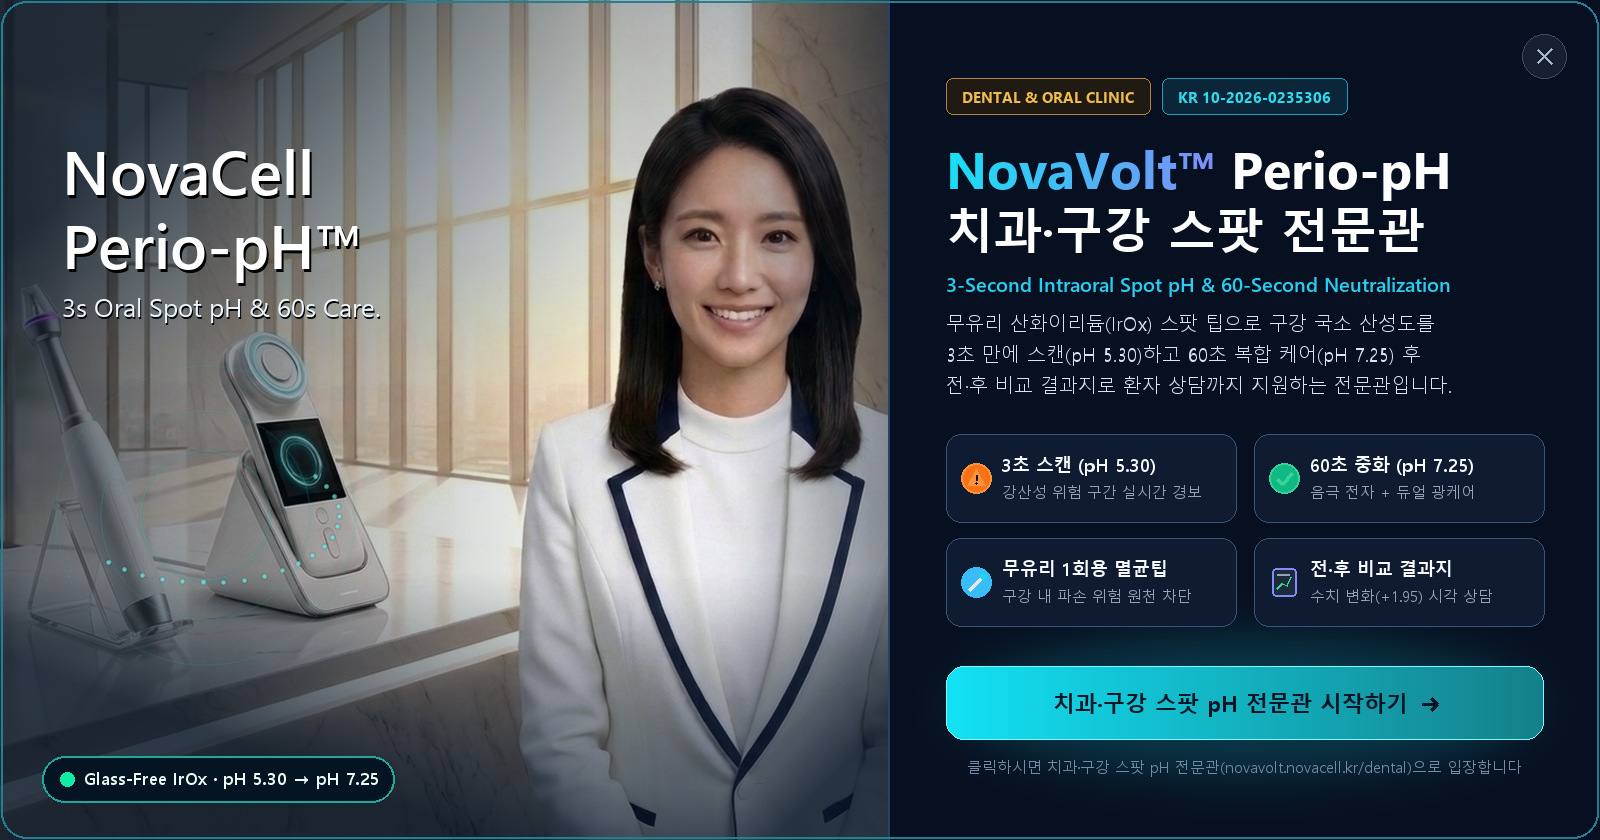 NovaCell
Perio-pH™
3s Oral Spot pH & 60s Care.
Glass-Free IrOx · pH 5.30 → pH 7.25
DENTAL & ORAL CLINIC
KR 10-2026-0235306
NovaVolt™ Perio-pH
치과·구강 스팟 전문관
3-Second Intraoral Spot pH & 60-Second Neutralization
무유리 산화이리듐(IrOx) 스팟 팁으로 구강 국소 산성도를
3초 만에 스캔(pH 5.30)하고 60초 복합 케어(pH 7.25) 후
전·후 비교 결과지로 환자 상담까지 지원하는 전문관입니다.
3초 스캔 (pH 5.30)
강산성 위험 구간 실시간 경보
60초 중화 (pH 7.25)
음극 전자 + 듀얼 광케어
무유리 1회용 멸균팁
구강 내 파손 위험 원천 차단
전·후 비교 결과지
수치 변화(+1.95) 시각 상담
치과·구강 스팟 pH 전문관 시작하기 →
클릭하시면 치과·구강 스팟 pH 전문관(novavolt.novacell.kr/dental)으로 입장합니다